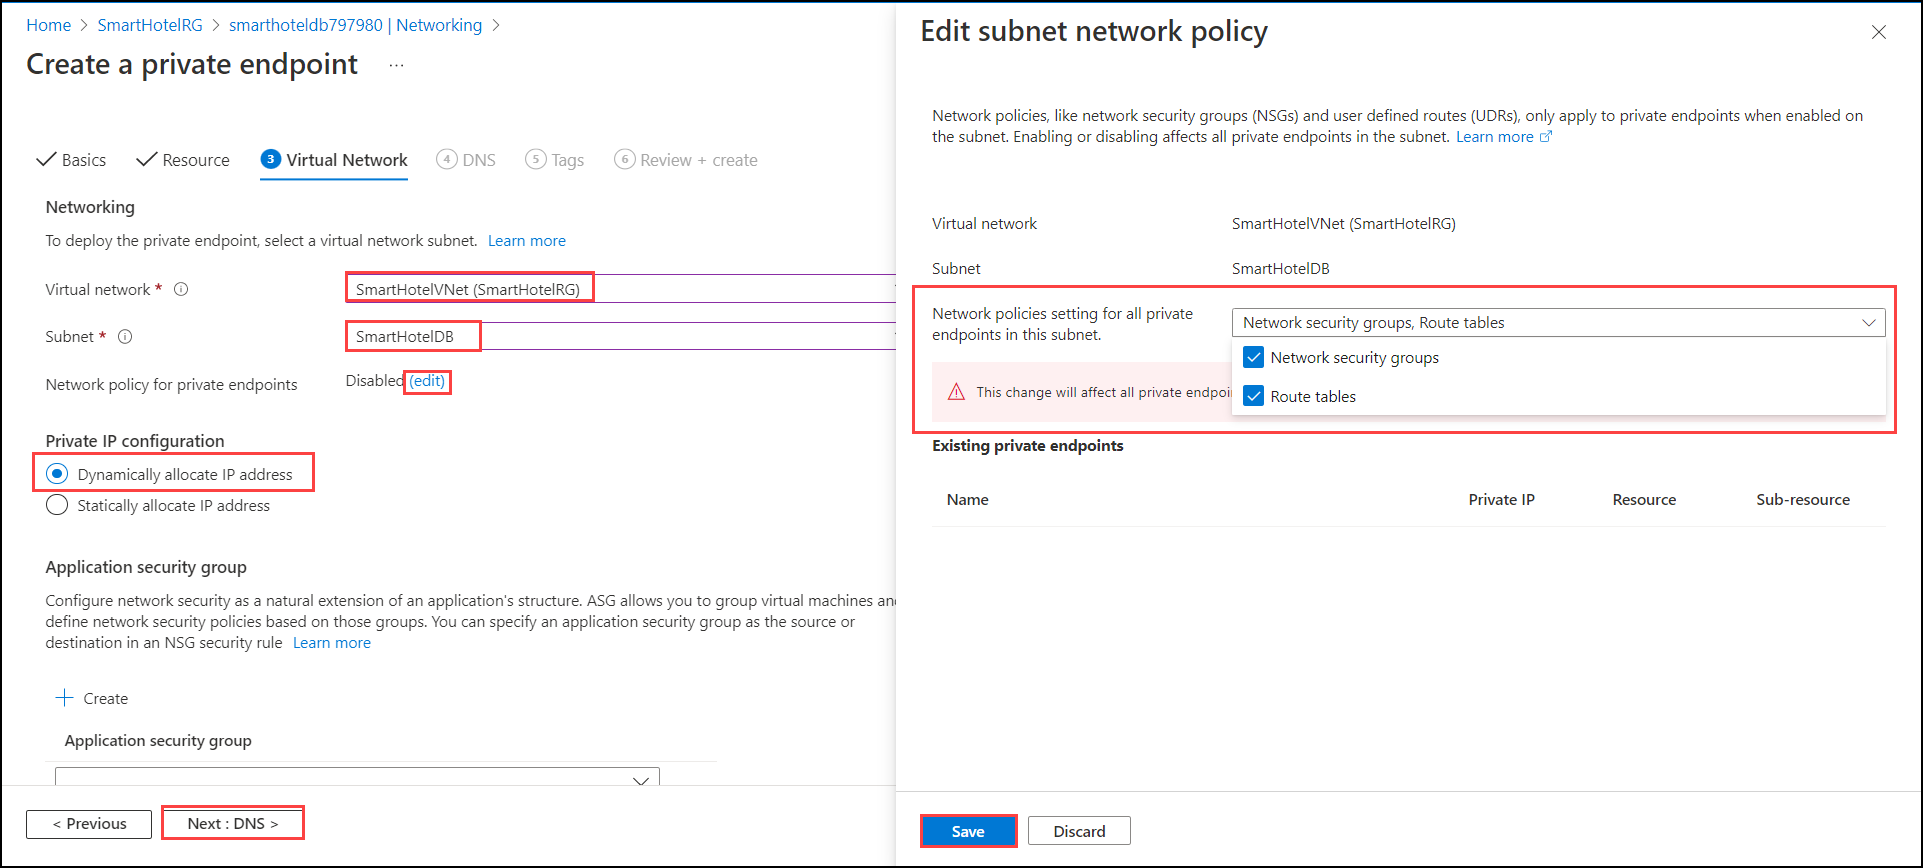 Home > SmartHotelRG > smarthoteldb797980 | Networking >
Create a private endpoint ...
Basics Resource 3 Virtual Network 4 DNS 5 Tags 6 Review + create
Networking
To deploy the private endpoint, select a virtual network subnet. Learn more
Virtual network * SmartHotelVNet (SmartHotelRG)
Subnet * SmartHotelDB
Network policy for private endpoints Disabled (edit)
Private IP configuration
Dynamically allocate IP address
Statically allocate IP address
Application security group
Configure network security as a natural extension of an application's structure. ASG allows you to group virtual machines and
define network security policies based on those groups. You can specify an application security group as the source or
destination in an NSG security rule Learn more
+ Create
Application security group
< Previous Next : DNS >
Edit subnet network policy
Network policies, like network security groups (NSGs) and user defined routes (UDRs), only apply to private endpoints when enabled on
the subnet. Enabling or disabling affects all private endpoints in the subnet. Learn more
Virtual network SmartHotelVNet (SmartHotelRG)
Subnet SmartHotelDB
Network policies setting for all private
endpoints in this subnet.
Network security groups, Route tables
Network security groups
Route tables
This change will affect all private endpoi
Existing private endpoints
Name Private IP Resource Sub-resource
Save Discard